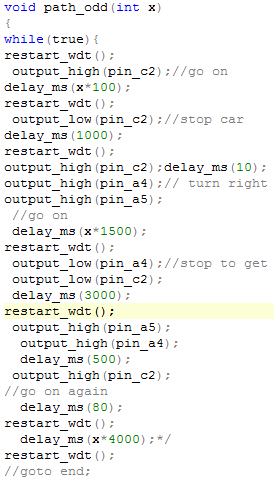 void path_odd(int x)
{
while(true){
restart_wdt();
output_high(pin_c2);//go on
delay_ms(x*100);
restart_wdt();
output_low(pin_c2);//stop car
delay_ms(1000);
restart_wdt();
output_high(pin_c2);delay_ms(10);
output_high(pin_a4);// turn right
output_high(pin_a5);
//go on
delay_ms(x*1500);
restart_wdt();
output_low(pin_a4);//stop to get
output_low(pin_c2);
delay_ms(3000);
restart_wdt();
output_high(pin_a5);
output_high(pin_a4);
delay_ms(500);
output_high(pin_c2);
//go on again
delay_ms(80);
restart_wdt();
delay_ms(x*4000);*/
restart_wdt();
//goto end;